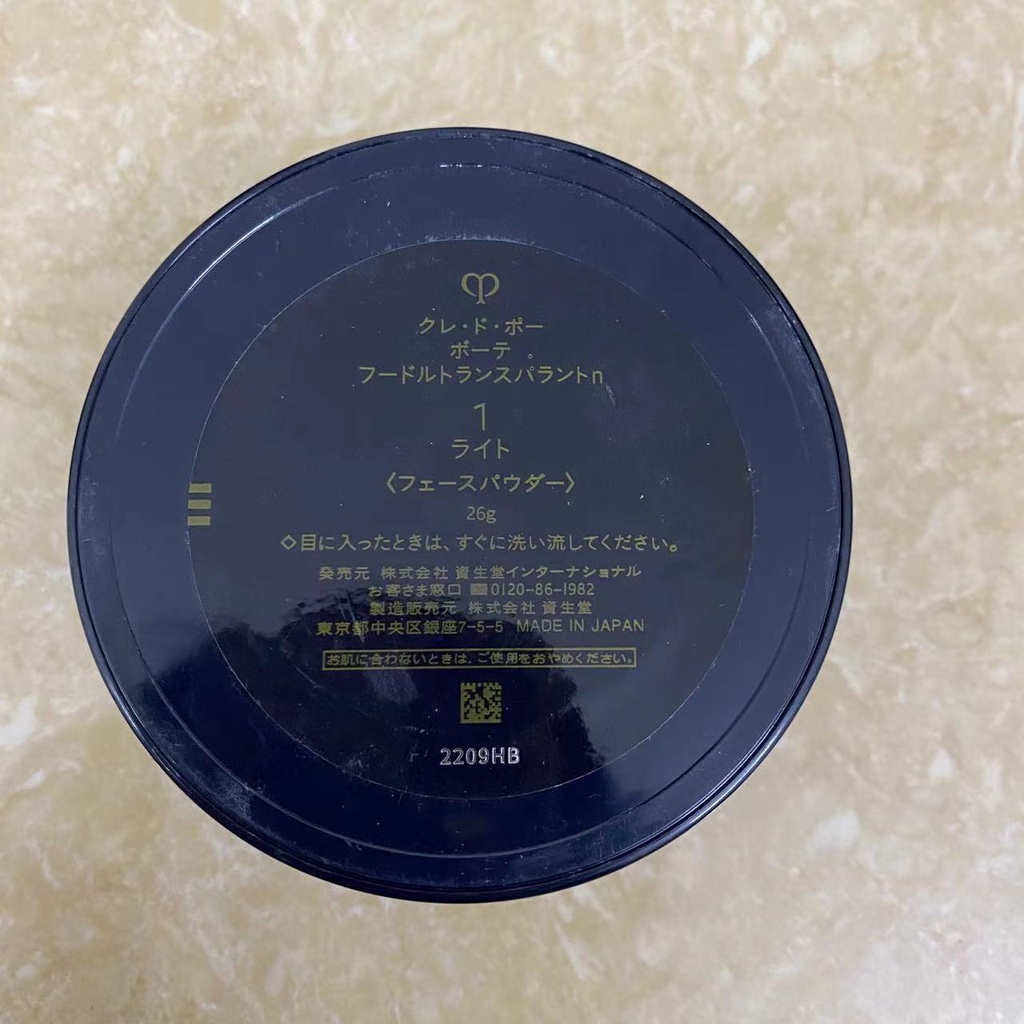 クレ・ド・ポー
ボーテ
フードルトランスパラントn
1
ライト
〈フェースパウダー〉
26g
◇目に入ったときは、すぐに洗い流してください。
発売元 株式会社 資生堂インターナショナル
お客さま窓口 0120-86-1982
製造販売元 株式会社 資生堂
東京都中央区銀座7-5-5 MADE IN JAPAN
お肌に合わないときは、ご使用をおやめください。
2209HB